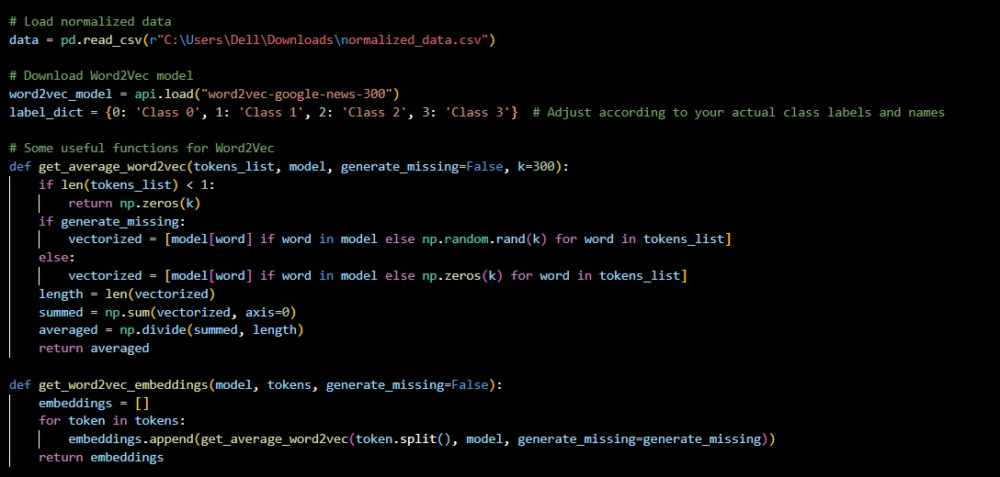 # Load normalized data
data = pd.read_csv(r"C:\Users\Dell\Downloads\normalized_data.csv")
# Download Word2Vec model
word2vec_model = api.load("word2vec-google-news-300")
label_dict = {0: 'Class 0', 1: 'Class 1', 2: 'Class 2', 3: 'Class 3'}  # Adjust according to your actual class labels and names
# Some useful functions for Word2Vec
def get_average_word2vec(tokens_list, model, generate_missing=False, k=300):
    if len(tokens_list) < 1:
        return np.zeros(k)
    if generate_missing:
        vectorized = [model[word] if word in model else np.random.rand(k) for word in tokens_list]
    else:
        vectorized = [model[word] if word in model else np.zeros(k) for word in tokens_list]
    length = len(vectorized)
    summed = np.sum(vectorized, axis=0)
    averaged = np.divide(summed, length)
    return averaged
def get_word2vec_embeddings(model, tokens, generate_missing=False):
    embeddings = []
    for token in tokens:
        embeddings.append(get_average_word2vec(token.split(), model, generate_missing=generate_missing))
    return embeddings